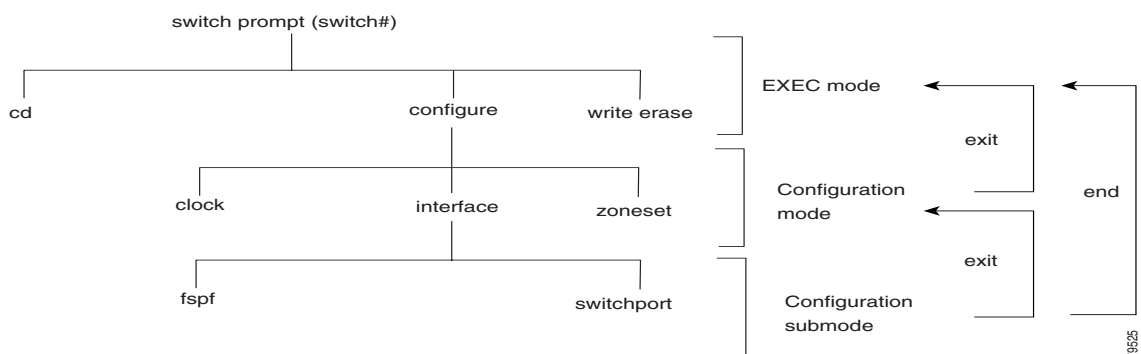 switch prompt (switch#)
EXEC mode
cd
configure
write erase
exit
Configuration
mode
end
clock
interface
zoneset
exit
fspf
switchport
Configuration
submode
9525